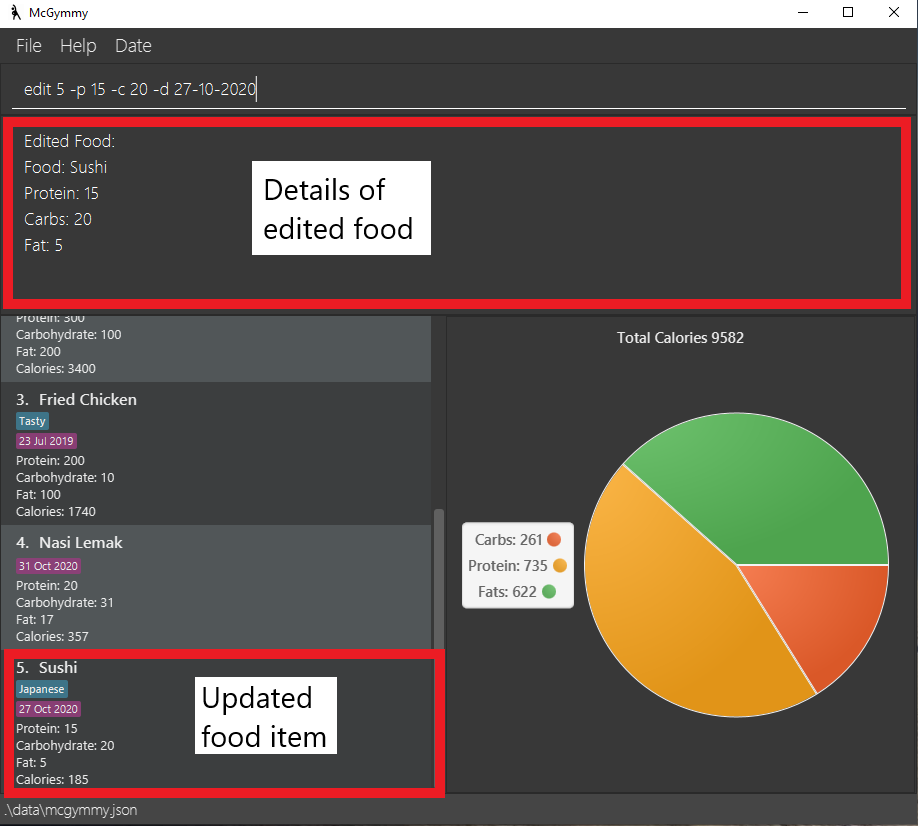 McGymmy
File Help Date
edit 5 -p 15 -c 20 -d 27-10-2020
Edited Food:
Food: Sushi
Protein: 15
Carbs: 20
Fat: 5
Details of
edited food
Protein: 300
Carbohydrate: 100
Fat: 200
Calories: 3400
3. Fried Chicken
Tasty
23 Jul 2019
Protein: 200
Carbohydrate: 10
Fat: 100
Calories: 1740
4. Nasi Lemak
31 Oct 2020
Protein: 20
Carbohydrate: 31
Fat: 17
Calories: 357
5. Sushi
Japanese
27 Oct 2020
Protein: 15
Carbohydrate: 20
Fat: 5
Calories: 185
Updated
food item
Total Calories 9582
Carbs: 261
Protein: 735
Fats: 622
.\data\mcgymmy.json